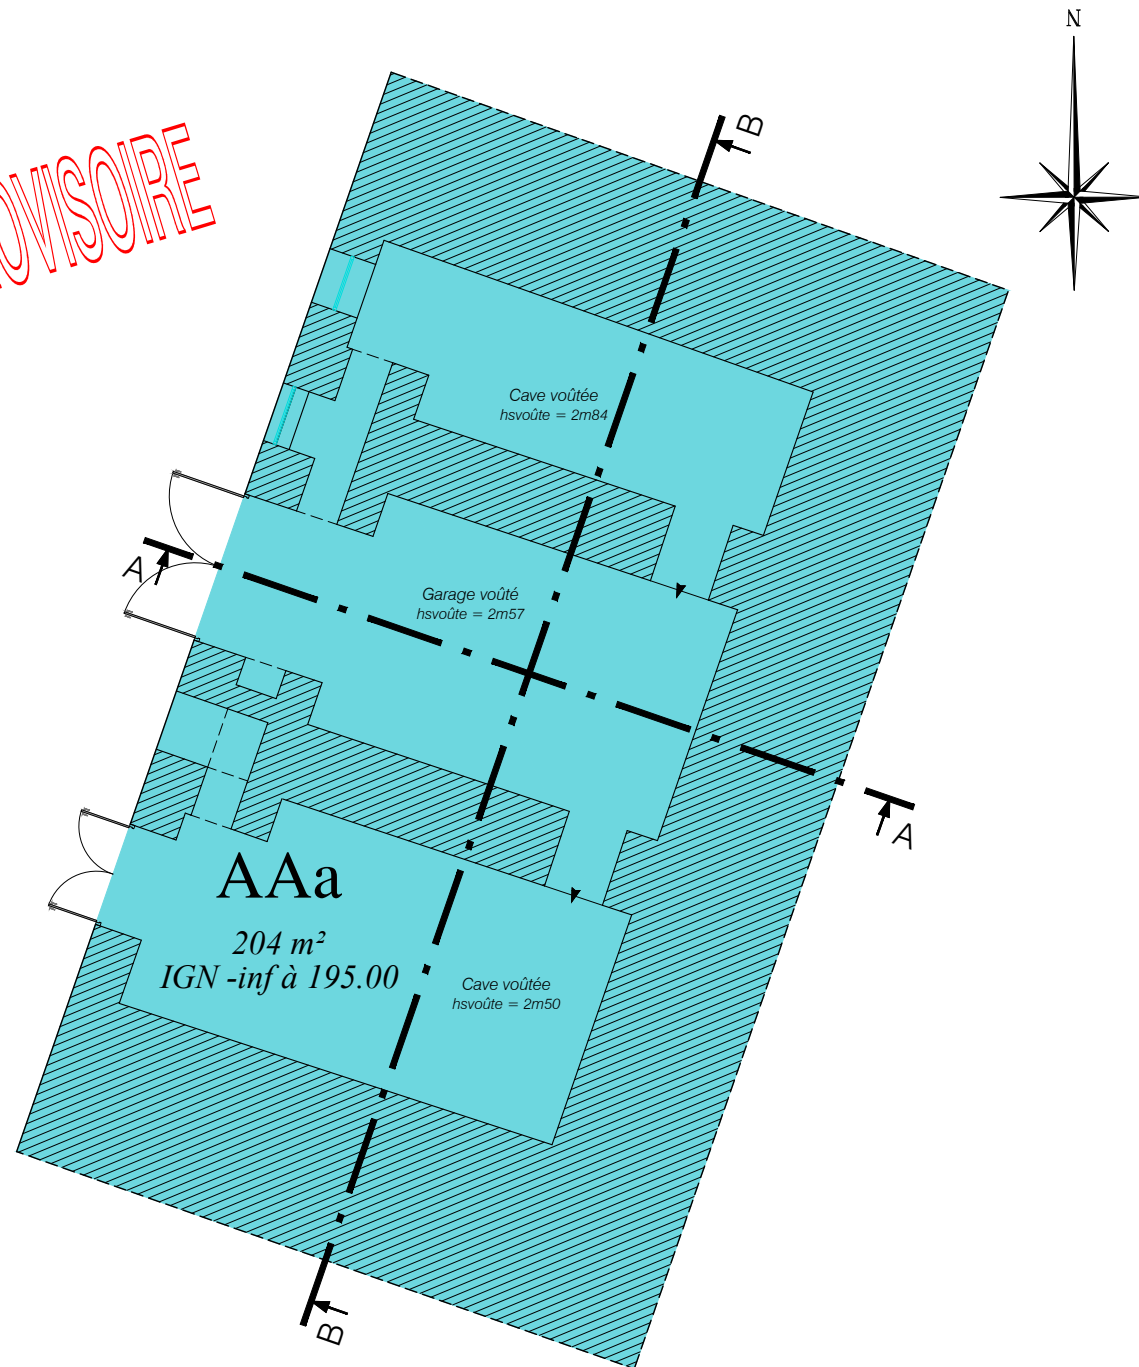 N
B
OVISOIRE
Cave voûtée
hsvoûte = 2m84
A
Garage voûté
hsvoûte = 2m57
A
AAa
204 m²
IGN -inf à 195.00
Cave voûtée
hsvoûte = 2m50
B